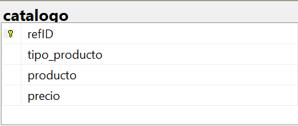 catalogo
refID
tipo_producto
producto
precio